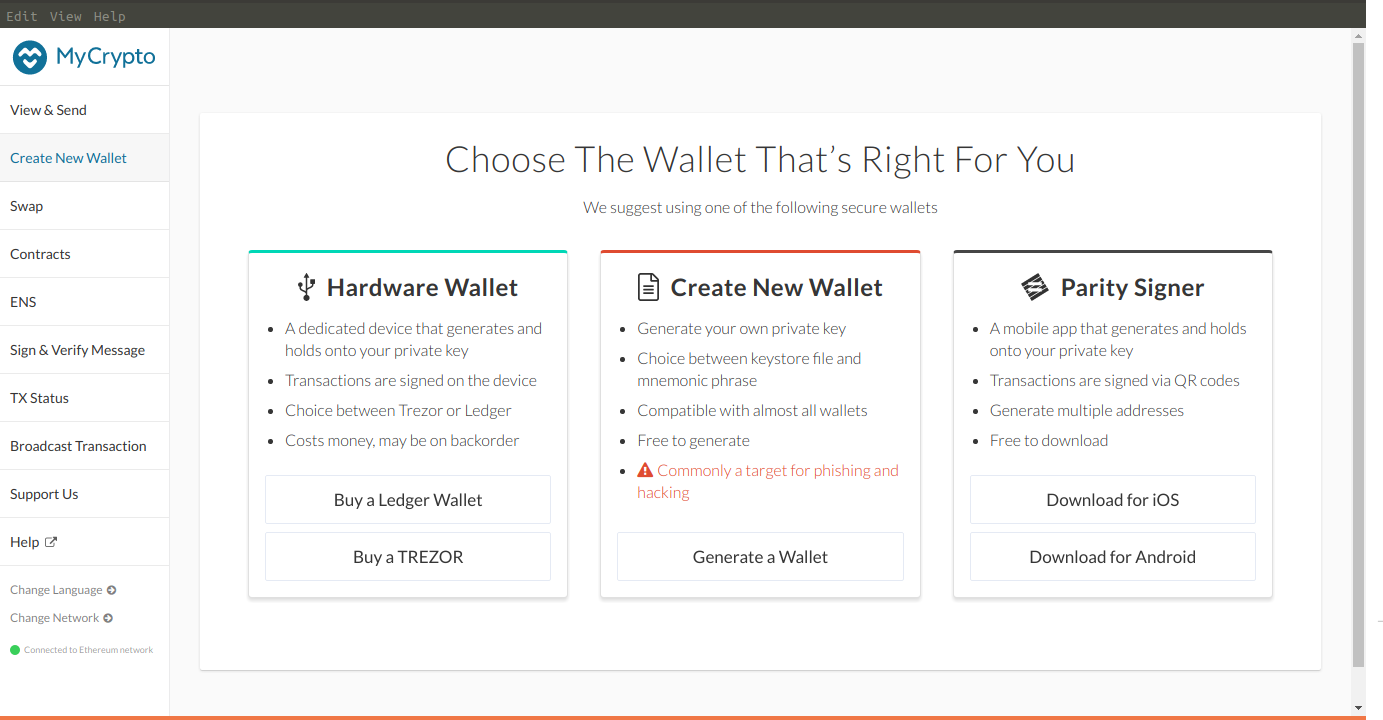 Edit View Help
MyCrypto
View & Send
Create New Wallet
Swap
Contracts
ENS
Sign & Verify Message
TX Status
Broadcast Transaction
Support Us
Help
Change Language
Change Network
Connected to Ethereum network
Choose The Wallet That’s Right For You
We suggest using one of the following secure wallets
Hardware Wallet
A dedicated device that generates and
holds onto your private key
Transactions are signed on the device
Choice between Trezor or Ledger
Costs money, may be on backorder
Buy a Ledger Wallet
Buy a TREZOR
Create New Wallet
Generate your own private key
Choice between keystore file and
mnemonic phrase
Compatible with almost all wallets
Free to generate
Commonly a target for phishing and
hacking
Generate a Wallet
Parity Signer
A mobile app that generates and holds
onto your private key
Transactions are signed via QR codes
Generate multiple addresses
Free to download
Download for iOS
Download for Android